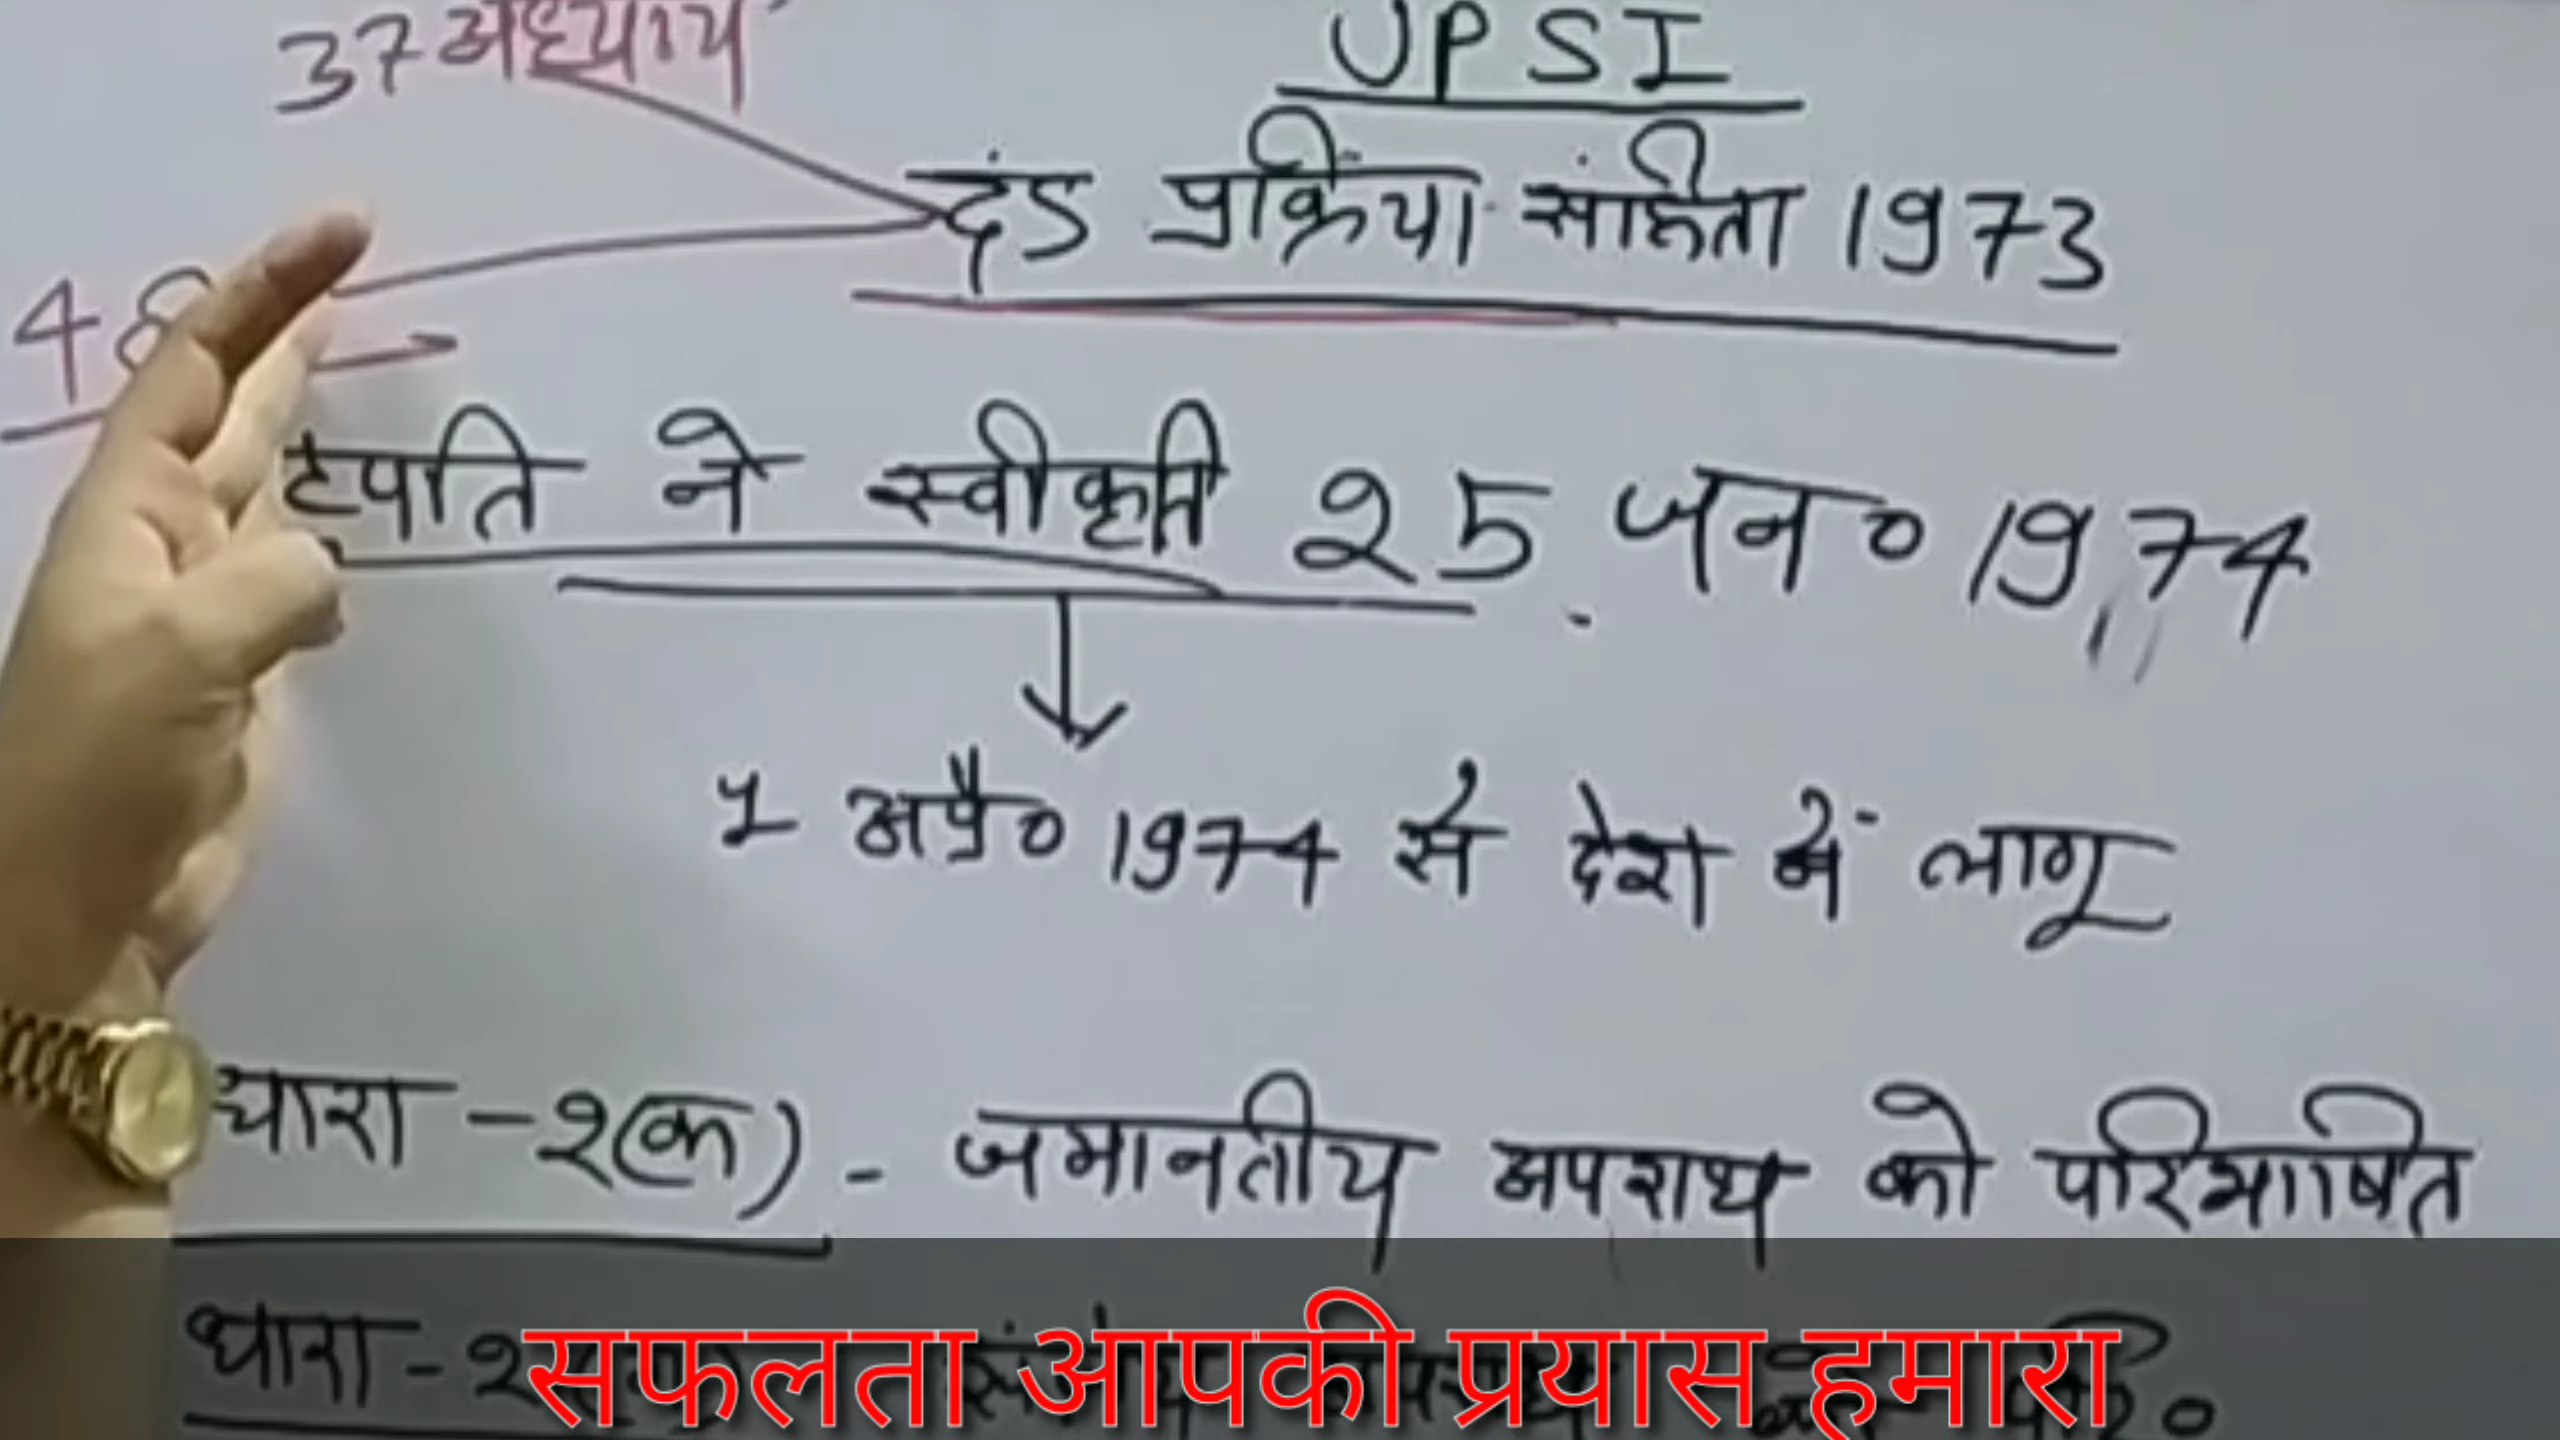 37 अध्याय
UPSI
दंड प्रक्रिया संहिता 1973
48
ट्रपति ने स्वीकृति 25 जन० 1974
1 अप्रै० 1974 से देश में लागू
धारा - 2(क) - जमानतीय अपराध को परिभाषित
धारा - 2
सफलता आपकी प्रयास हमारा